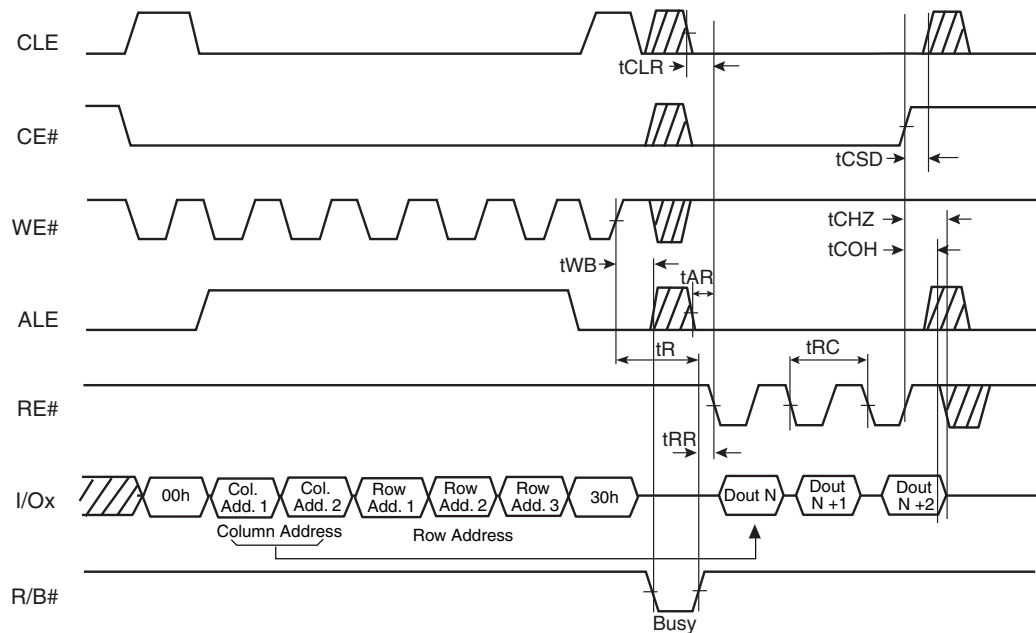 CLE
tCLR
CE#
tCSD
WE#
tCHZ
tCOH
tWB
tAR
ALE
tR
tRC
RE#
tRR
I/Ox
00h
Col. Add. 1
Col. Add. 2
Row Add. 1
Row Add. 2
Row Add. 3
30h
Dout N
Dout N +1
Dout N +2
Column Address
Row Address
R/B#
Busy